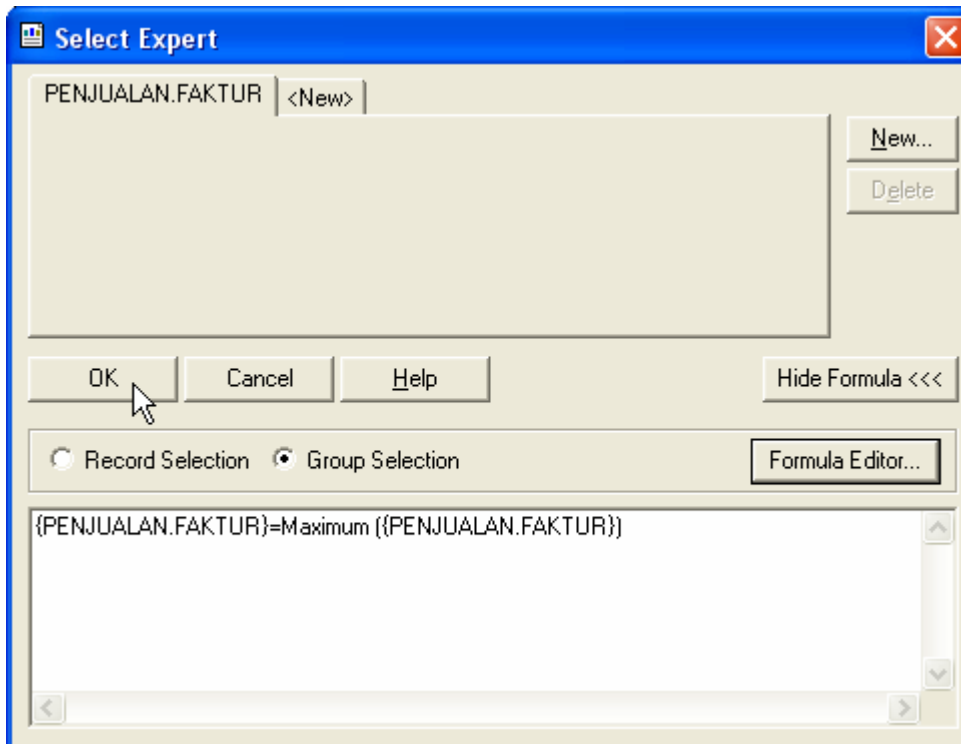 Select Expert
PENJUALAN.FAKTUR <New>
New...
Delete
OK Cancel Help Hide Formula <<<
Record Selection Group Selection Formula Editor...
{PENJUALAN.FAKTUR}=Maximum ({PENJUALAN.FAKTUR})